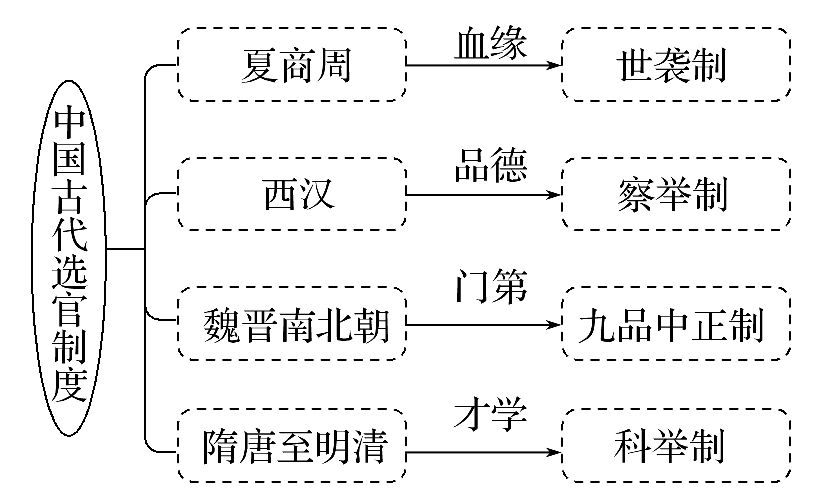 中国古代选官制度
夏商周
血缘
世袭制
西汉
品德
察举制
魏晋南北朝
门第
九品中正制
隋唐至明清
才学
科举制